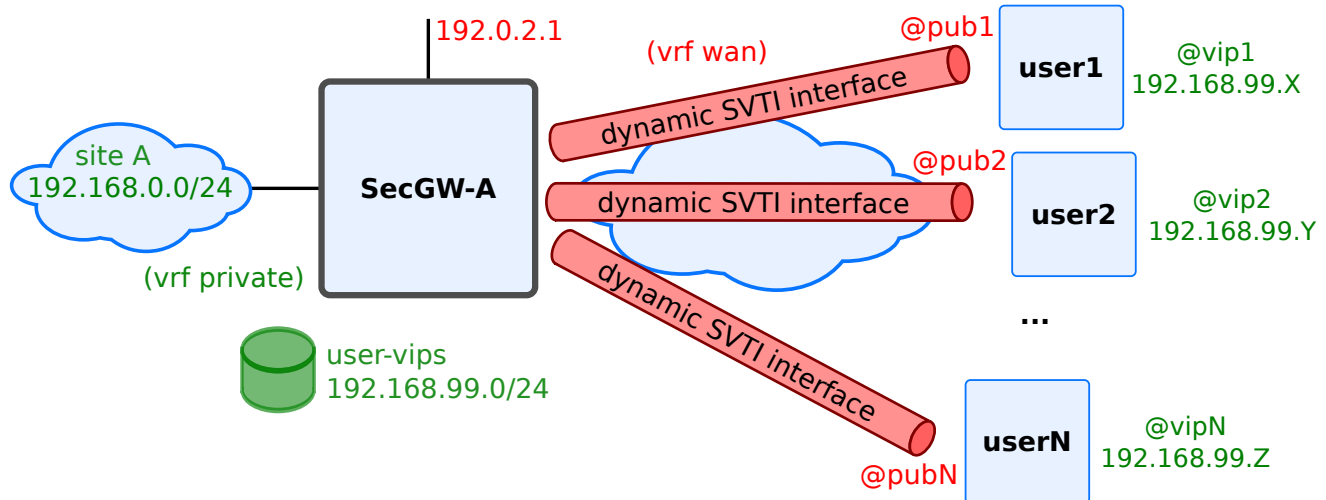 192.0.2.1
(vrf wan)
@pub1
user1
@vip1
192.168.99.X
dynamic SVTI interface
site A
192.168.0.0/24
SecGW-A
@pub2
dynamic SVTI interface
user2
@vip2
192.168.99.Y
(vrf private)
dynamic SVTI interface
...
user-vips
192.168.99.0/24
@pubN
userN
@vipN
192.168.99.Z